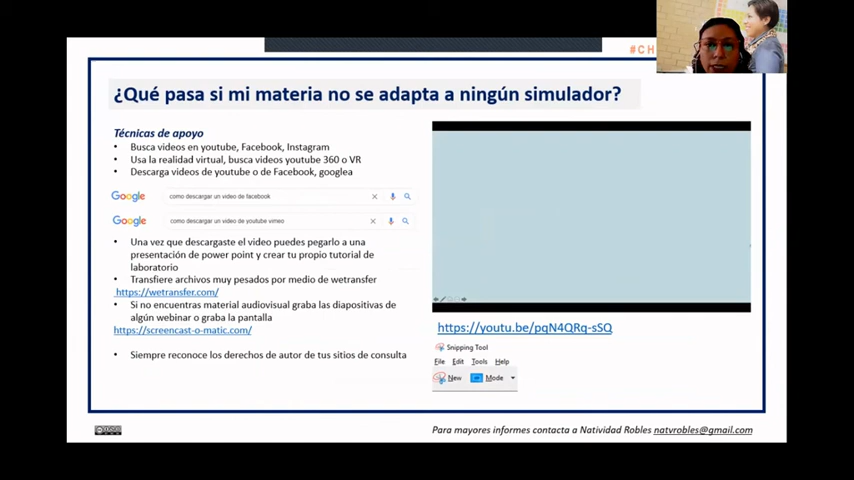 #CH
¿Qué pasa si mi materia no se adapta a ningún simulador?
Técnicas de apoyo
• Busca videos en youtube, Facebook, Instagram
• Usa la realidad virtual, busca videos youtube 360 o VR
• Descarga videos de youtube o de Facebook, googlea
Google como descargar un video de facebook
Google como descargar un video de youtube vimeo
• Una vez que descargaste el video puedes pegarlo a una
presentación de power point y crear tu propio tutorial de
laboratorio
• Transfiere archivos muy pesados por medio de wetransfer
https://wetransfer.com/
• Si no encuentras material audiovisual graba las diapositivas de
algún webinar o graba la pantalla
https://screencast-o-matic.com/
• Siempre reconoce los derechos de autor de tus sitios de consulta
https://youtu.be/pqN4QRq-sSQ
Snipping Tool
File Edit Tools Help
New Mode
Para mayores informes contacta a Natividad Robles natvrobles@gmail.com